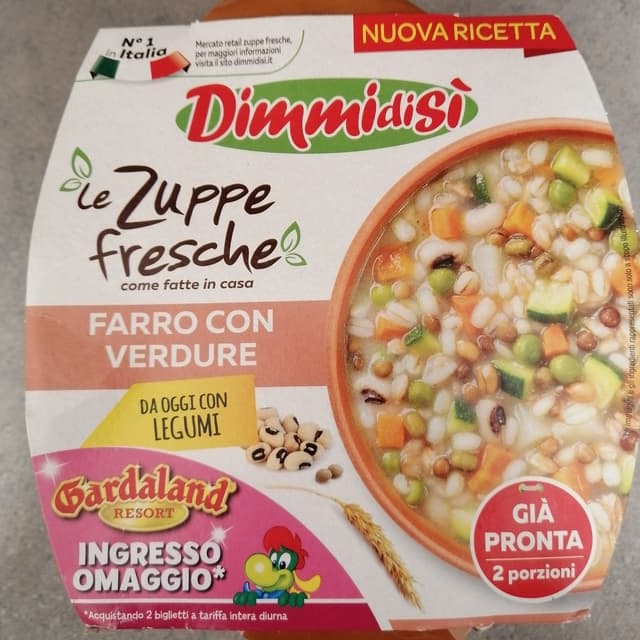 N° 1
in Italia
Mercato retail zuppe fresche,
per maggiori informazioni
visita il sito dimmidisi.it
NUOVA RICETTA
DimmidiSì
Le Zuppe
fresche
come fatte in casa
FARRO CON
VERDURE
DA OGGI CON
LEGUMI
Gardaland
RESORT
INGRESSO
OMAGGIO*
*Acquistando 2 biglietti a tariffa intera diurna
GIÀ
PRONTA
2 porzioni